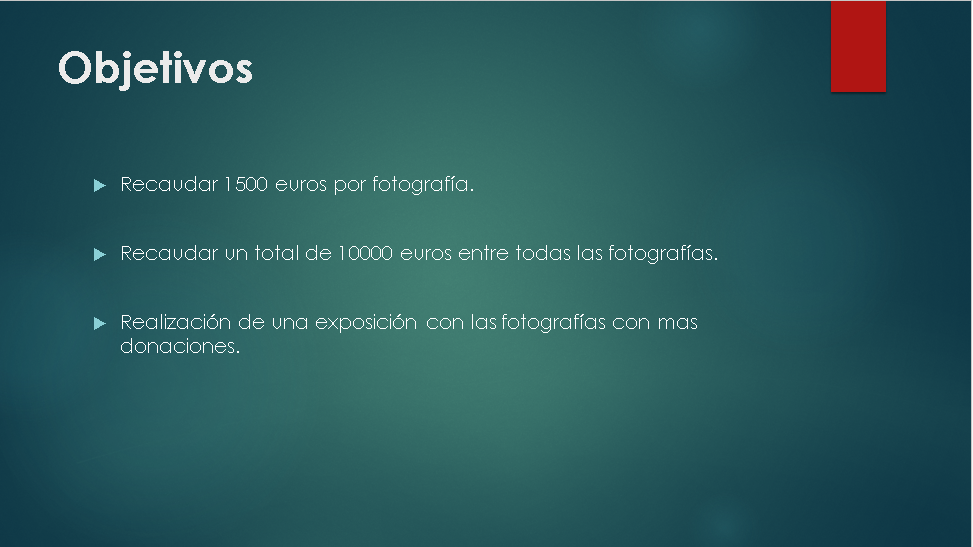 Objetivos
Recaudar 1500 euros por fotografía.
Recaudar un total de 10000 euros entre todas las fotografías.
Realización de una exposición con las fotografías con mas
donaciones.